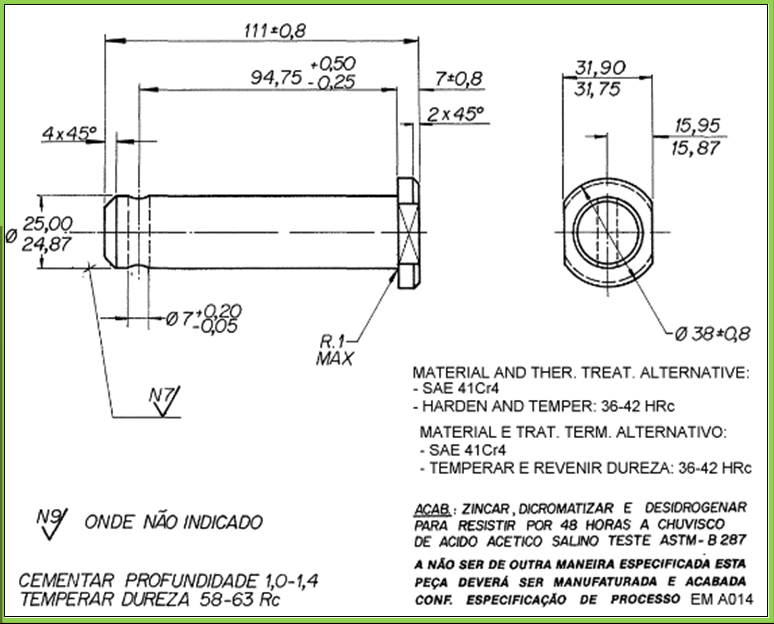 111±0,8
94,75 +0,50
-0,25
7±0,8
2x45°
4x45°
31,90
31,75
15,95
15,87
Ø 25,00
24,87
Ø7 +0,20
-0,05
R.1
MAX
Ø 38±0,8
N7
MATERIAL AND THER. TREAT. ALTERNATIVE:
- SAE 41Cr4
- HARDEN AND TEMPER: 36-42 HRc
MATERIAL E TRAT. TERM. ALTERNATIVO:
- SAE 41Cr4
- TEMPERAR E REVENIR DUREZA: 36-42 HRc
N9 ONDE NÃO INDICADO
ACAB.: ZINCAR, DICROMATIZAR E DESIDROGENAR
PARA RESISTIR POR 48 HORAS A CHUVISCO
DE ACIDO ACETICO SALINO TESTE ASTM-B 287
A NÃO SER DE OUTRA MANEIRA ESPECIFICADA ESTA
PEÇA DEVERÁ SER MANUFATURADA E ACABADA
CONF. ESPECIFICAÇÃO DE PROCESSO EM A014
CEMENTAR PROFUNDIDADE 1,0-1,4
TEMPERAR DUREZA 58-63 Rc